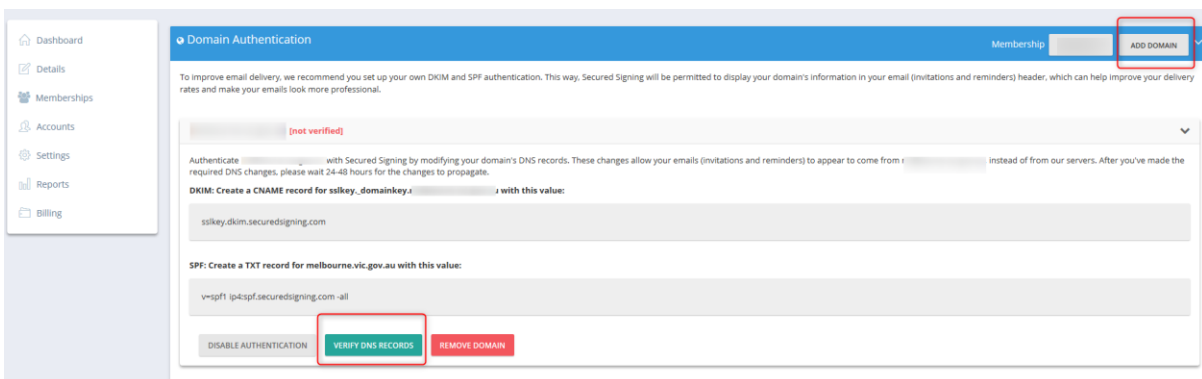 Dashboard
Details
Memberships
Accounts
Settings
Reports
Billing
Domain Authentication
Membership
ADD DOMAIN
To improve email delivery, we recommend you set up your own DKIM and SPF authentication. This way, Secured Signing will be permitted to display your domain's information in your email (invitations and reminders) header, which can help improve your delivery
rates and make your emails look more professional.
[not verified]
Authenticate with Secured Signing by modifying your domain's DNS records. These changes allow your emails (invitations and reminders) to appear to come from instead of from our servers. After you've made the
required DNS changes, please wait 24-48 hours for the changes to propagate.
DKIM: Create a CNAME record for sslkey._domainkey. with this value:
sslkey.dkim.securedsigning.com
SPF: Create a TXT record for melbourne.vic.gov.au with this value:
v=spf1 ip4:spf.securedsigning.com -all
DISABLE AUTHENTICATION
VERIFY DNS RECORDS
REMOVE DOMAIN